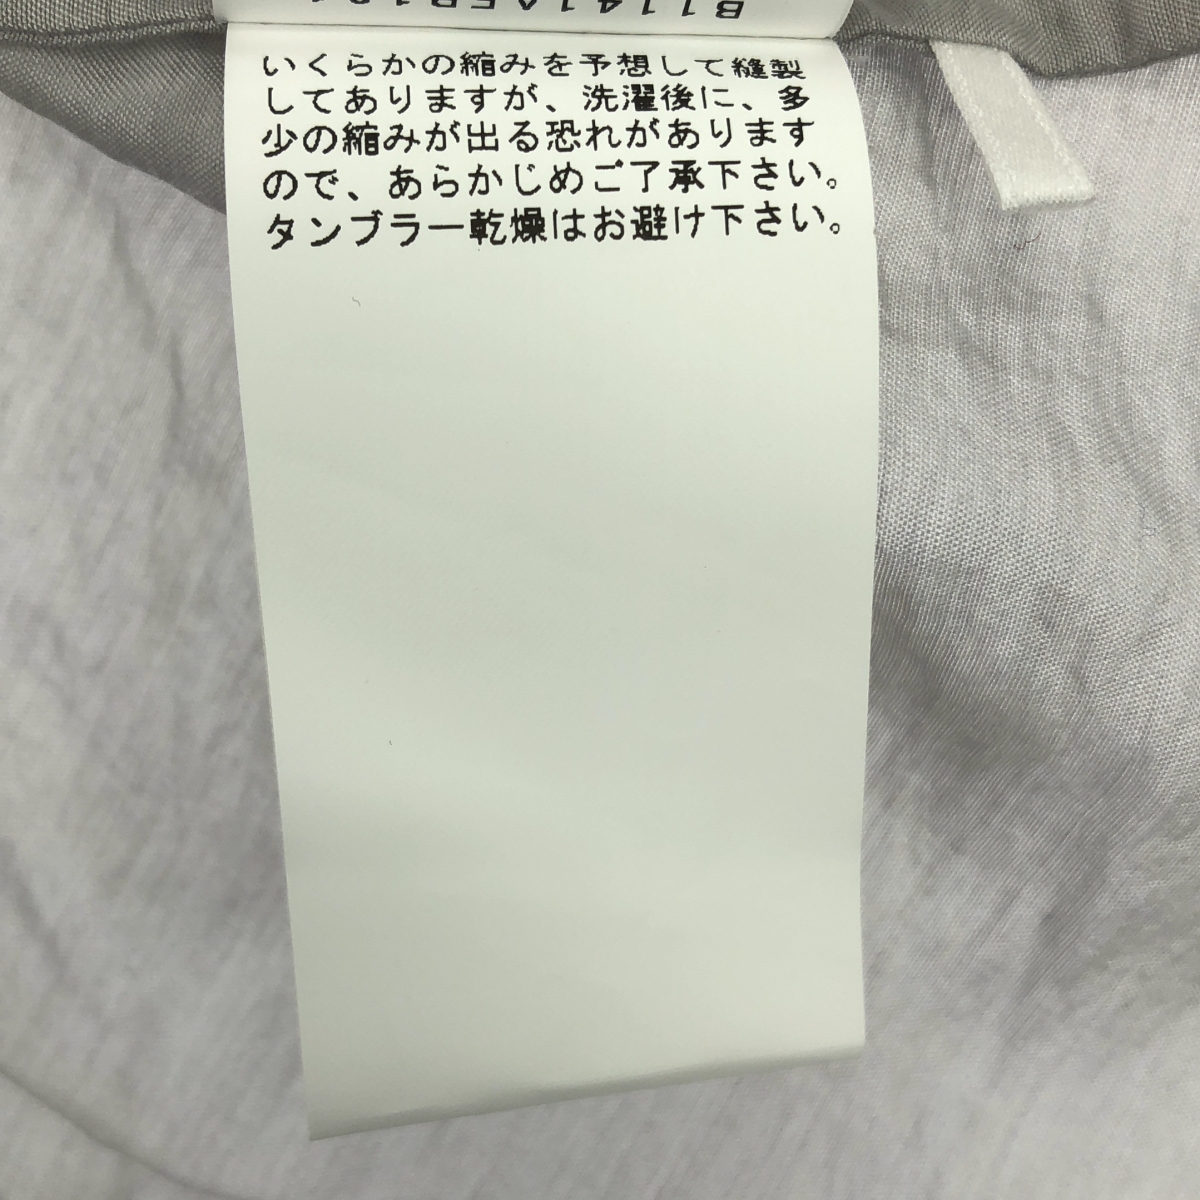 いくらかの縮みを予想して縫製
してありますが、洗濯後に、多
少の縮みが出る恐れがあります
ので、あらかじめご了承下さい。
タンブラー乾燥はお避け下さい。